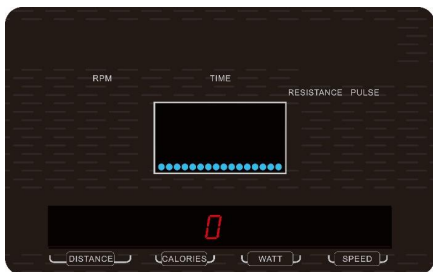 RPM TIME
RESISTANCE PULSE
0
DISTANCE CALORIES WATT SPEED